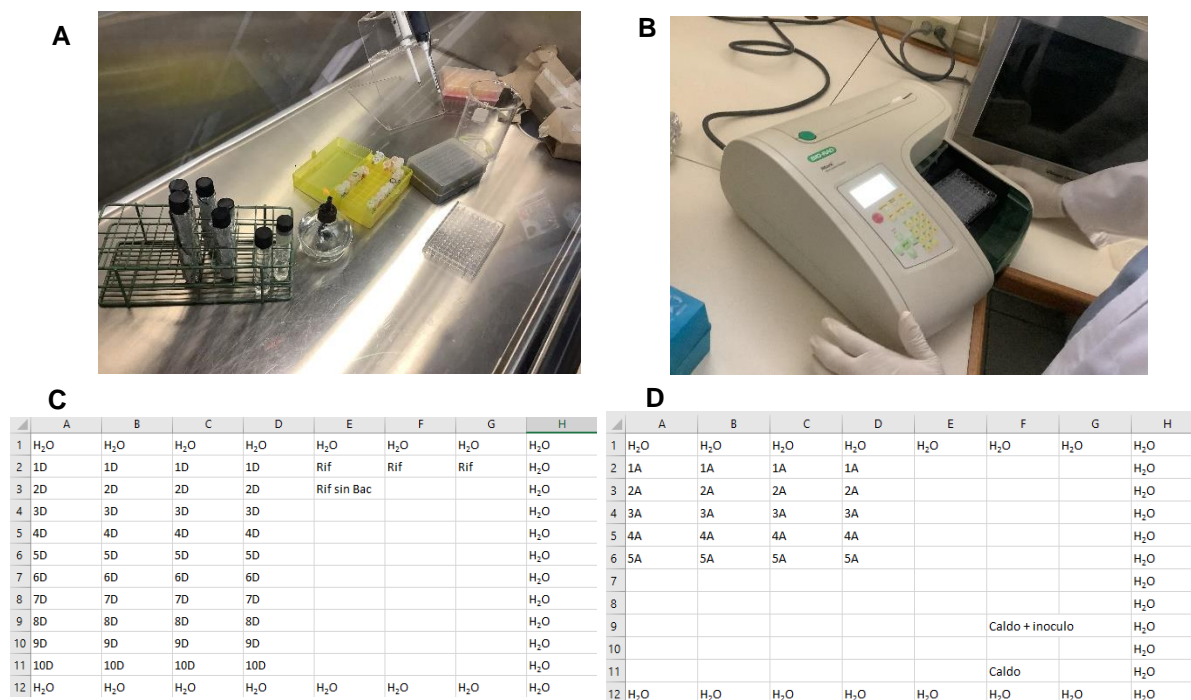 A
B
BIO-RAD
C
A B C D E F G H
1 H₂O H₂O H₂O H₂O H₂O H₂O H₂O H₂O
2 1D 1D 1D 1D Rif Rif Rif H₂O
3 2D 2D 2D 2D Rif sin Bac H₂O
4 3D 3D 3D 3D H₂O
5 4D 4D 4D 4D H₂O
6 5D 5D 5D 5D H₂O
7 6D 6D 6D 6D H₂O
8 7D 7D 7D 7D H₂O
9 8D 8D 8D 8D H₂O
10 9D 9D 9D 9D H₂O
11 10D 10D 10D 10D H₂O
12 H₂O H₂O H₂O H₂O H₂O H₂O H₂O H₂O
D
A B C D E F G H
1 H₂O H₂O H₂O H₂O H₂O H₂O H₂O H₂O
2 1A 1A 1A 1A H₂O
3 2A 2A 2A 2A H₂O
4 3A 3A 3A 3A H₂O
5 4A 4A 4A 4A H₂O
6 5A 5A 5A 5A H₂O
7 H₂O
8 H₂O
9 Caldo + inoculo H₂O
10 H₂O
11 Caldo H₂O
12 H₂O H₂O H₂O H₂O H₂O H₂O H₂O H₂O